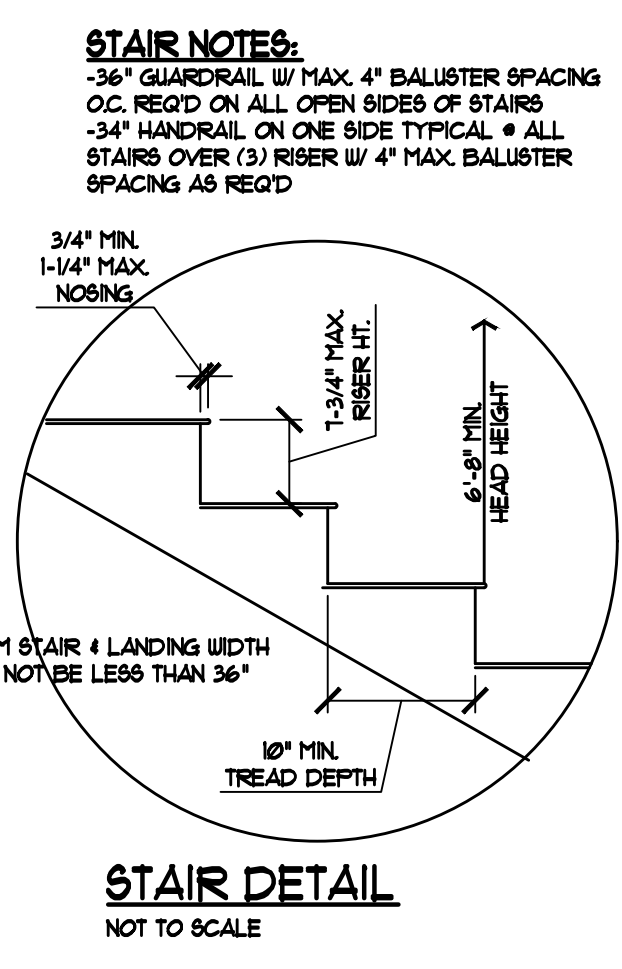 STAIR NOTES:
-36" GUARDRAIL W/ MAX. 4" BALUSTER SPACING
O.C. REQ'D ON ALL OPEN SIDES OF STAIRS
-34" HANDRAIL ON ONE SIDE TYPICAL @ ALL
STAIRS OVER (3) RISER W/ 4" MAX. BALUSTER
SPACING AS REQ'D
3/4" MIN.
1-1/4" MAX.
NOSING
7-3/4" MAX.
RISER HT.
6'-8" MIN.
HEAD HEIGHT
M STAIR & LANDING WIDTH
NOT BE LESS THAN 36"
10" MIN.
TREAD DEPTH
STAIR DETAIL
NOT TO SCALE